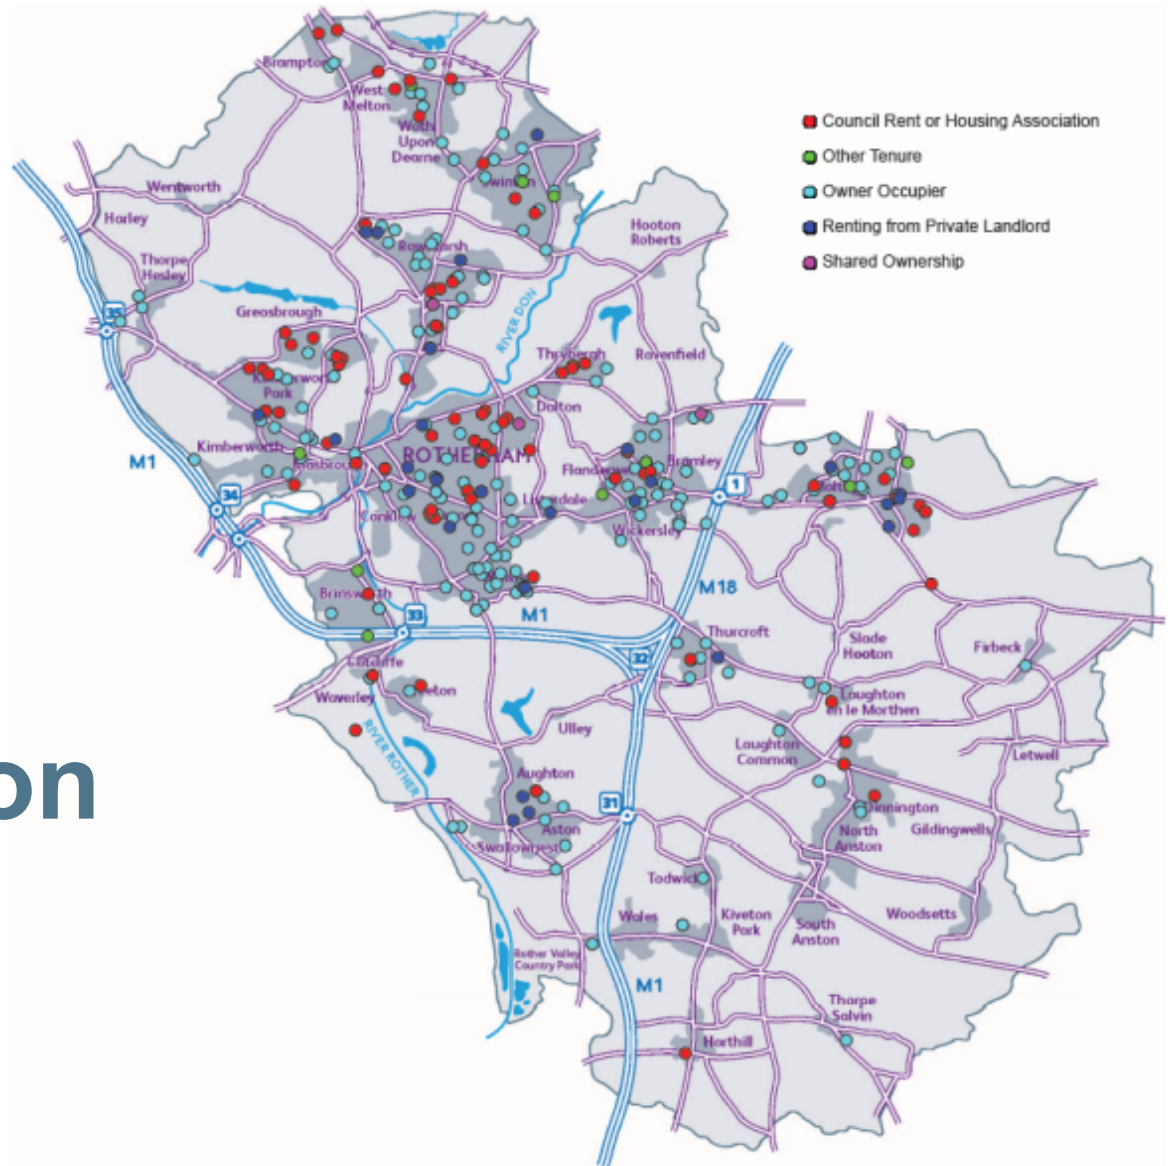 Brampton
West
Melton
Wath
Upon
Dearne
Council Rent or Housing Association
Other Tenure
Owner Occupier
Renting from Private Landlord
Shared Ownership
Wentworth
Harley
Hooton
Roberts
Thorpe
Hesley
35
Greasbrough
RIVER DON
Thrybergh
Ravenfield
Park
Dalton
Kimberworth
M1
ROTHERHAM
Bramley
34
1
Wickersley
M18
Brinsworth
33
M1
Thurcroft
32
Slade
Hooton
Firbeck
Waverley
Laughton
en le Morthen
Ulley
RIVER ROTHER
Laughton
Common
Letwell
on
Aughton
31
Dinnington
Aston
North
Anston
Gildingwells
Swallownest
Todwick
Wales
Kiveton
Park
South
Anston
Woodsetts
Rother Valley
Country Park
M1
Thorpe
Salvin
Harthill